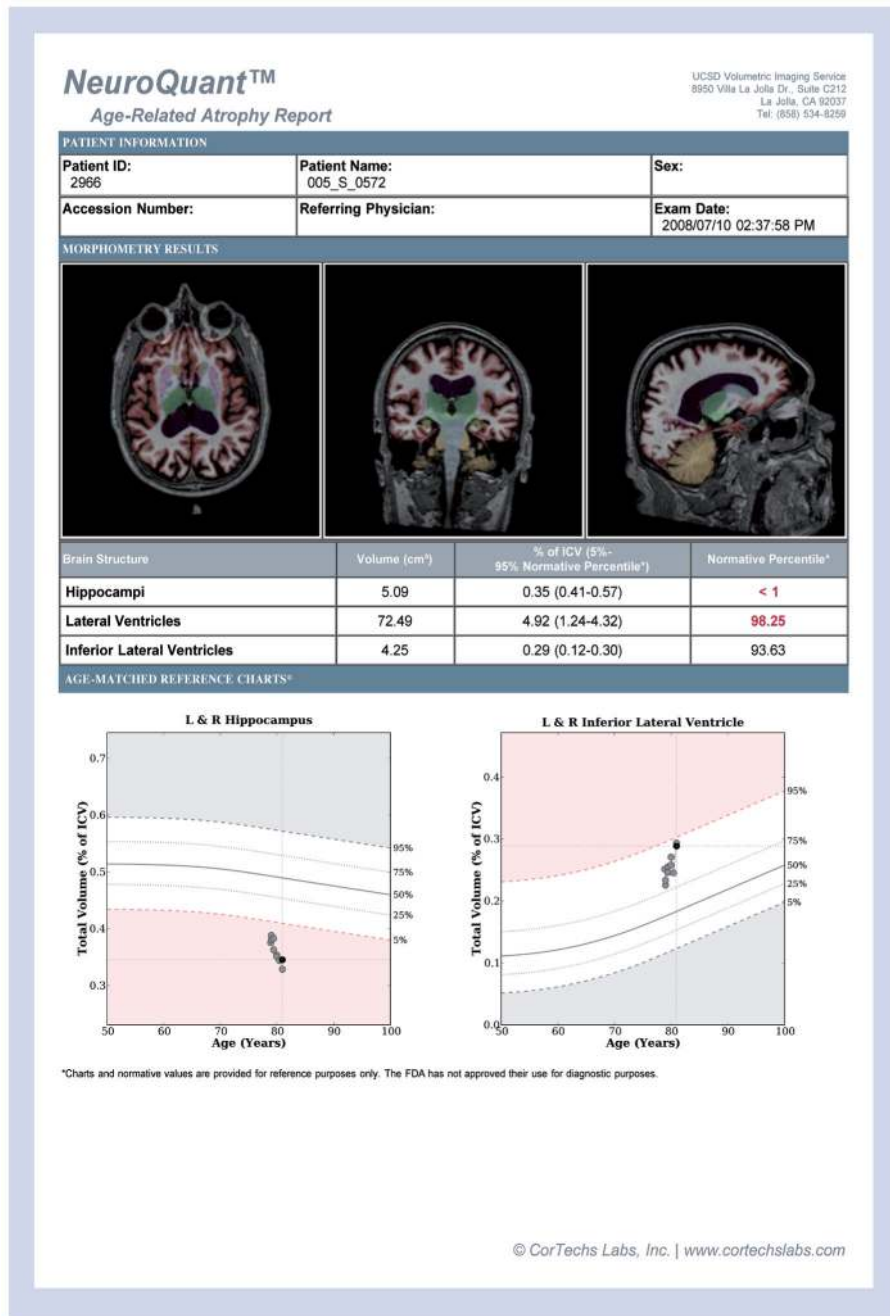 NeuroQuant™
Age-Related Atrophy Report
UCSD Volumetric Imaging Service
8950 Villa La Jolla Dr., Suite C212
La Jolla, CA 92037
Tel: (858) 534-8259
PATIENT INFORMATION
Patient ID: Patient Name: Sex:
2966 005_S_0572
Accession Number: Referring Physician: Exam Date:
2008/07/10 02:37:58 PM
MORPHOMETRY RESULTS
Brain Structure Volume (cm³) % of ICV (5%-
95% Normative Percentile*) Normative Percentile*
Hippocampi 5.09 0.35 (0.41-0.57) < 1
Lateral Ventricles 72.49 4.92 (1.24-4.32) 98.25
Inferior Lateral Ventricles 4.25 0.29 (0.12-0.30) 93.63
AGE-MATCHED REFERENCE CHARTS*
L & R Hippocampus
Total Volume (% of ICV)
0.7
0.6
0.5
0.4
0.3
95%
75%
50%
25%
5%
50 60 70 80 90 100
Age (Years)
L & R Inferior Lateral Ventricle
Total Volume (% of ICV)
0.4
0.3
0.2
0.1
0.0
95%
75%
50%
25%
5%
50 60 70 80 90 100
Age (Years)
*Charts and normative values are provided for reference purposes only. The FDA has not approved their use for diagnostic purposes.
© CorTechs Labs, Inc. | www.cortechslabs.com